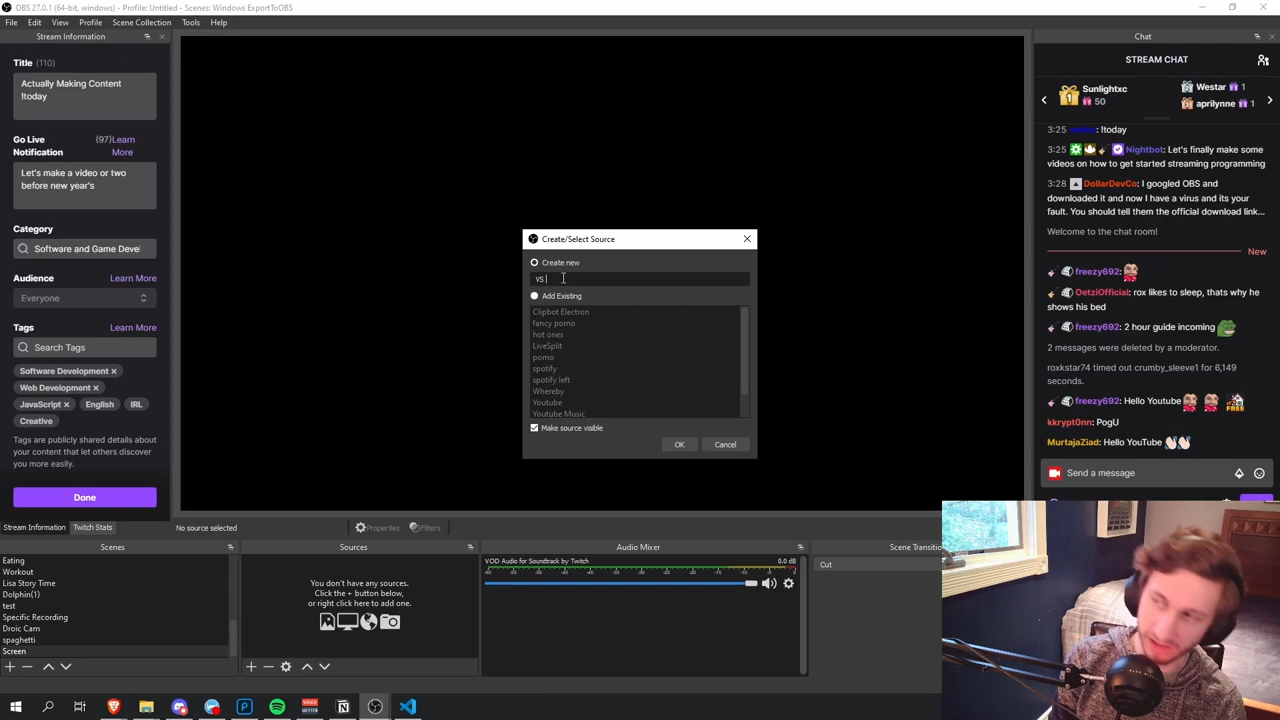 OBS 27.0.1 (64-bit, windows) - Profile: Untitled - Scenes: Windows ExportToOBS
File Edit View Profile Scene Collection Tools Help
Stream Information
Title (110)
Actually Making Content
!today
Go Live
Notification
(97) Learn
More
Let's make a video or two
before new year's
Category
Software and Game Deve
Audience Learn More
Everyone
Tags Learn More
Search Tags
Software Development
Web Development
JavaScript English IRL
Creative
Tags are publicly shared details about
your content that let others discover
you more easily.
Done
Stream Information Twitch Stats
Create/Select Source
Create new
VS
Add Existing
Clipbot Electron
fancy pomo
hot ones
LiveSplit
pomo
spotify
spotify left
Whereby
Youtube
Youtube Music
Make source visible
OK Cancel
Chat
STREAM CHAT
Sunlightxc
50
Westar 1
aprilynne 1
3:25 : !today
3:25 Nightbot: Let's finally make some
videos on how to get started streaming programming
3:28 DollarDevCo: I googled OBS and
downloaded it and now I have a virus and its your
fault. You should tell them the official download link...
Welcome to the chat room!
New
freezy692:
OetziOfficial: rox likes to sleep, thats why he
shows his bed
freezy692: 2 hour guide incoming
2 messages were deleted by a moderator.
roxkstar74 timed out crumby_sleeve1 for 6,149
seconds.
freezy692: Hello Youtube
FREE
kkrypt0nn: PogU
MurtajaZiad: Hello YouTube
Send a message
No source selected Properties Filters
Scenes
Eating
Workout
Lisa Story Time
Dolphin(1)
test
Specific Recording
Droic Cam
spaghetti
Screen
Sources
You don't have any sources.
Click the + button below,
or right click here to add one.
Audio Mixer
VOD Audio for Soundtrack by Twitch 0.0 dB
Scene Transitio
Cut